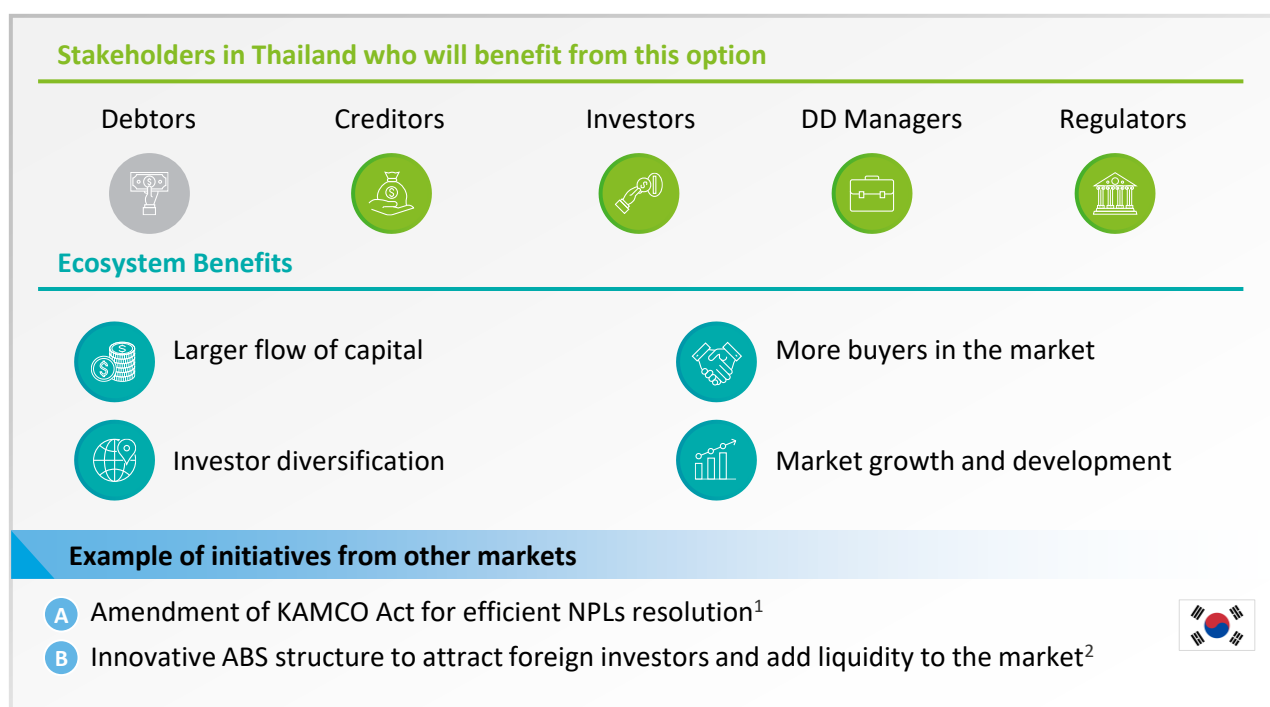 Stakeholders in Thailand who will benefit from this option
Debtors Creditors Investors DD Managers Regulators
Ecosystem Benefits
Larger flow of capital
More buyers in the market
Investor diversification
Market growth and development
Example of initiatives from other markets
A Amendment of KAMCO Act for efficient NPLs resolution¹
B Innovative ABS structure to attract foreign investors and add liquidity to the market²